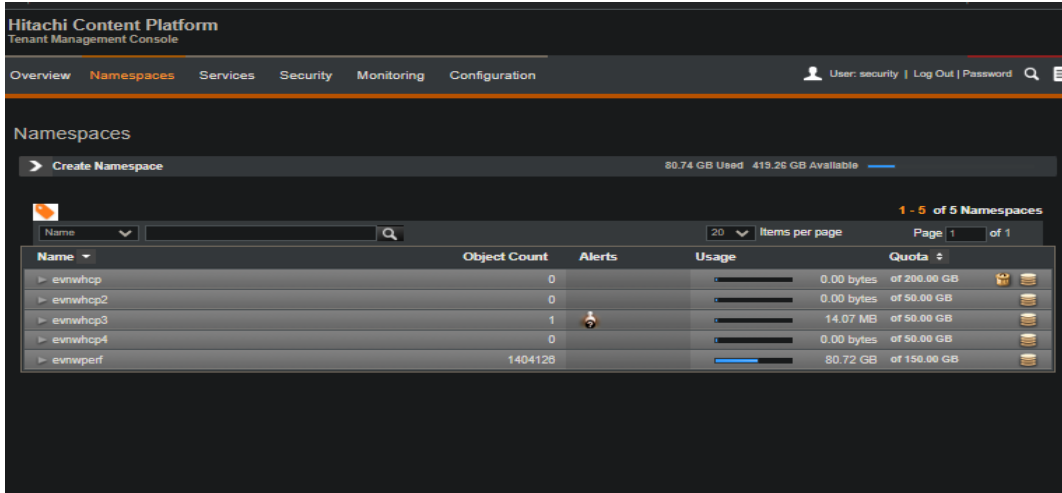 Hitachi Content Platform
Tenant Management Console
Overview Namespaces Services Security Monitoring Configuration User: security | Log Out | Password
Namespaces
Create Namespace 80.74 GB Used 419.26 GB Available
1 - 5 of 5 Namespaces
Name 20 Items per page Page 1 of 1
Name Object Count Alerts Usage Quota
evnwhcp 0 0.00 bytes of 200.00 GB
evnwhcp2 0 0.00 bytes of 50.00 GB
evnwhcp3 1 14.07 MB of 50.00 GB
evnwhcp4 0 0.00 bytes of 50.00 GB
evnwperf 1404126 80.72 GB of 150.00 GB